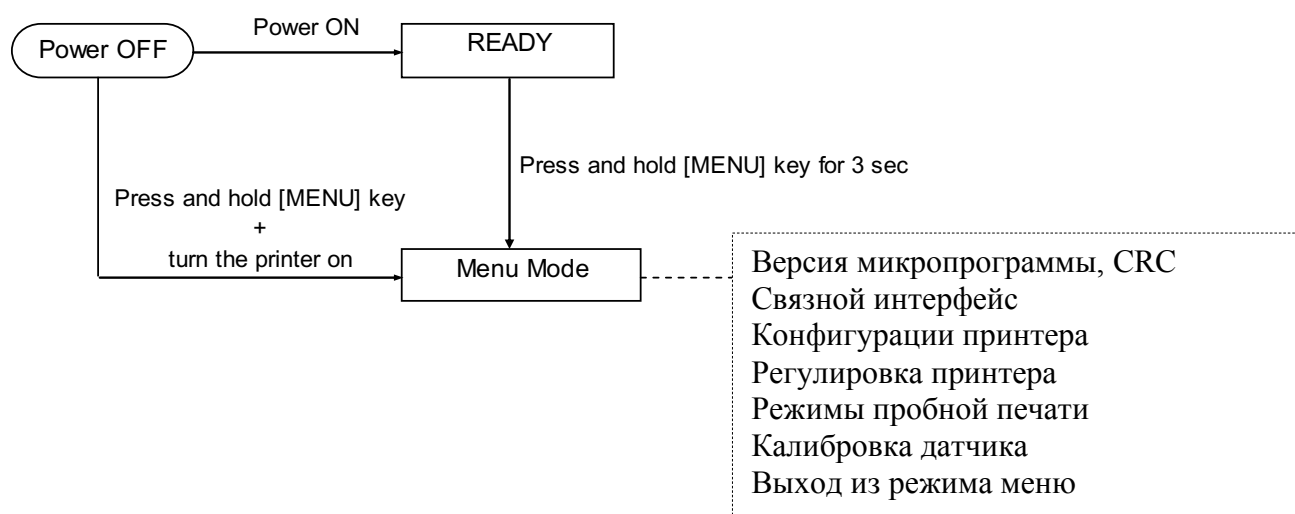 Power OFF
Power ON
READY
Press and hold [MENU] key for 3 sec
Press and hold [MENU] key
+
turn the printer on
Menu Mode
Версия микропрограммы, CRC
Связной интерфейс
Конфигурации принтера
Регулировка принтера
Режимы пробной печати
Калибровка датчика
Выход из режима меню